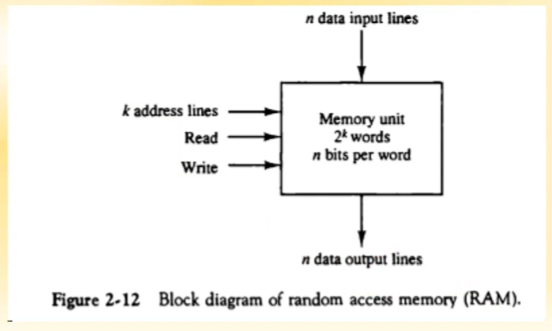 n data input lines
k address lines
Read
Write
Memory unit
2^k words
n bits per word
n data output lines
Figure 2-12 Block diagram of random access memory (RAM).